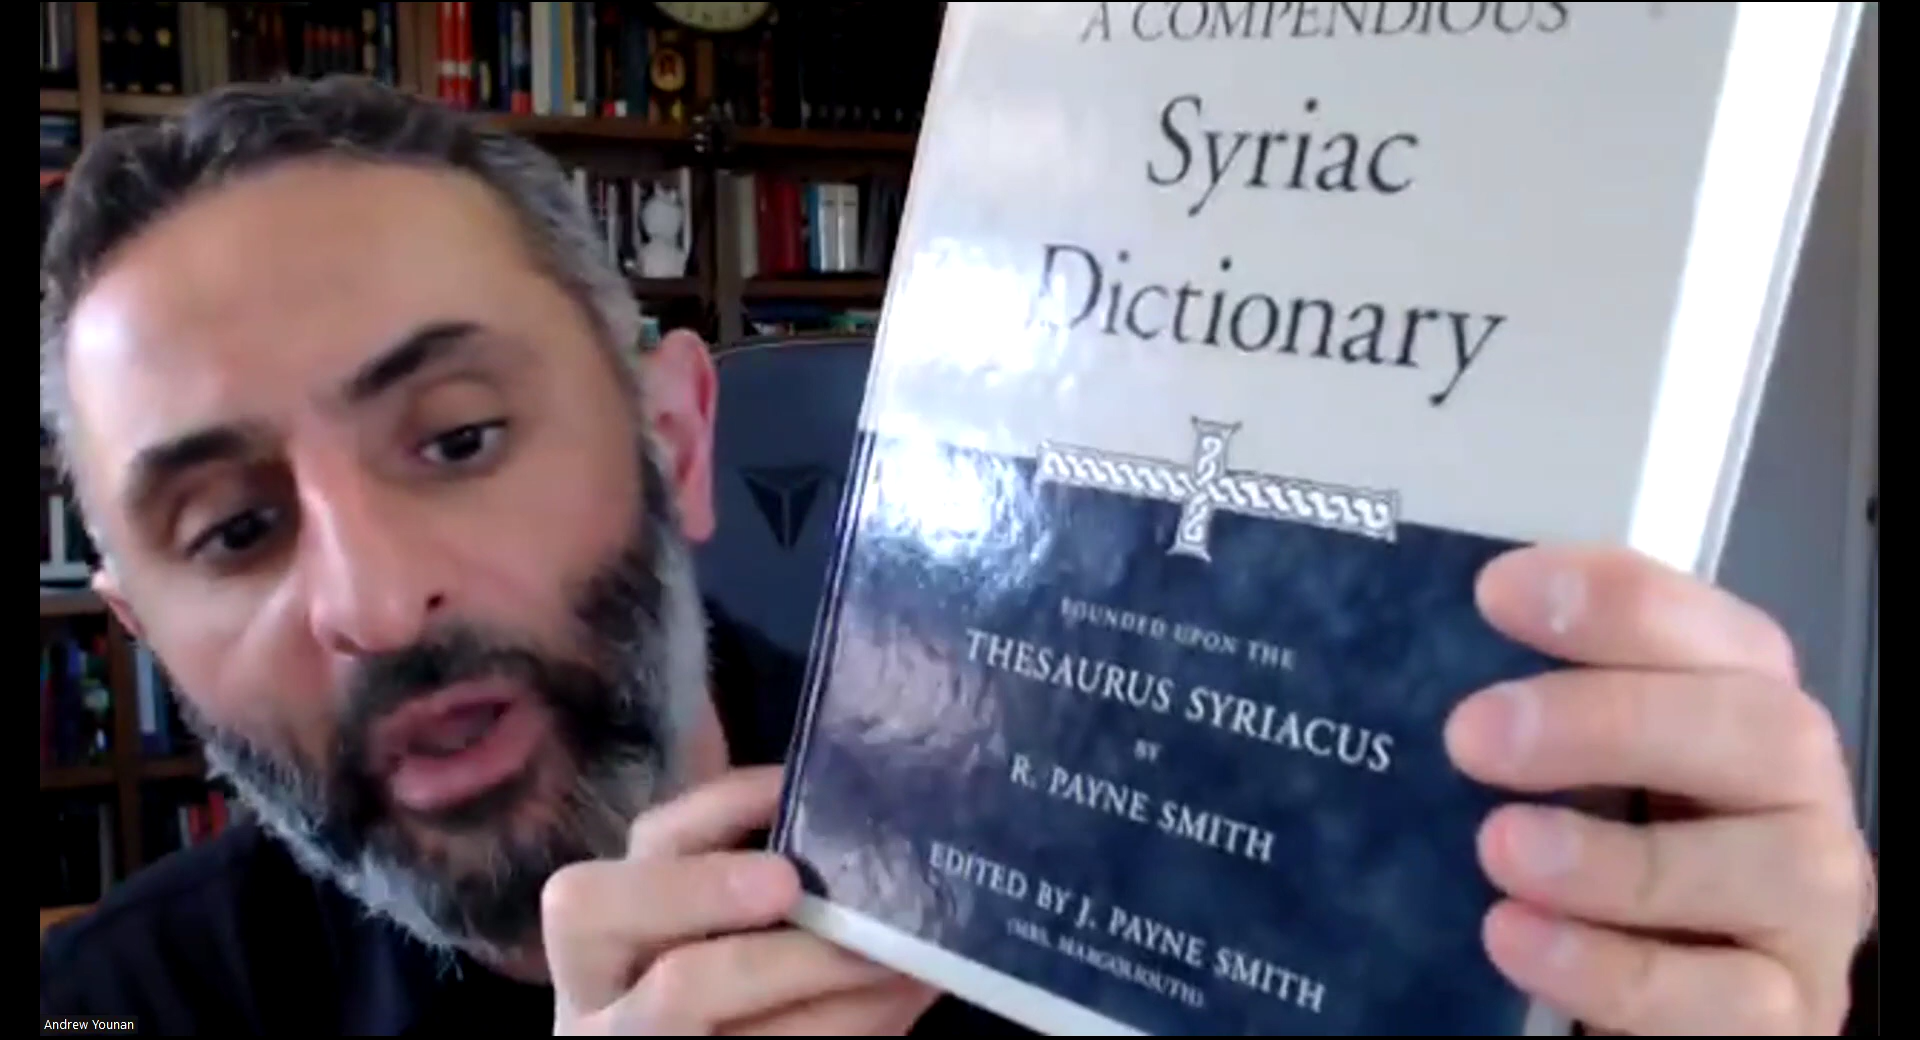 A COMPENDIOUS
Syriac
Dictionary
FOUNDED UPON THE
THESAURUS SYRIACUS
BY
R. PAYNE SMITH
EDITED BY J. PAYNE SMITH
(MRS. MARGOLIOUTH)
Andrew Younan